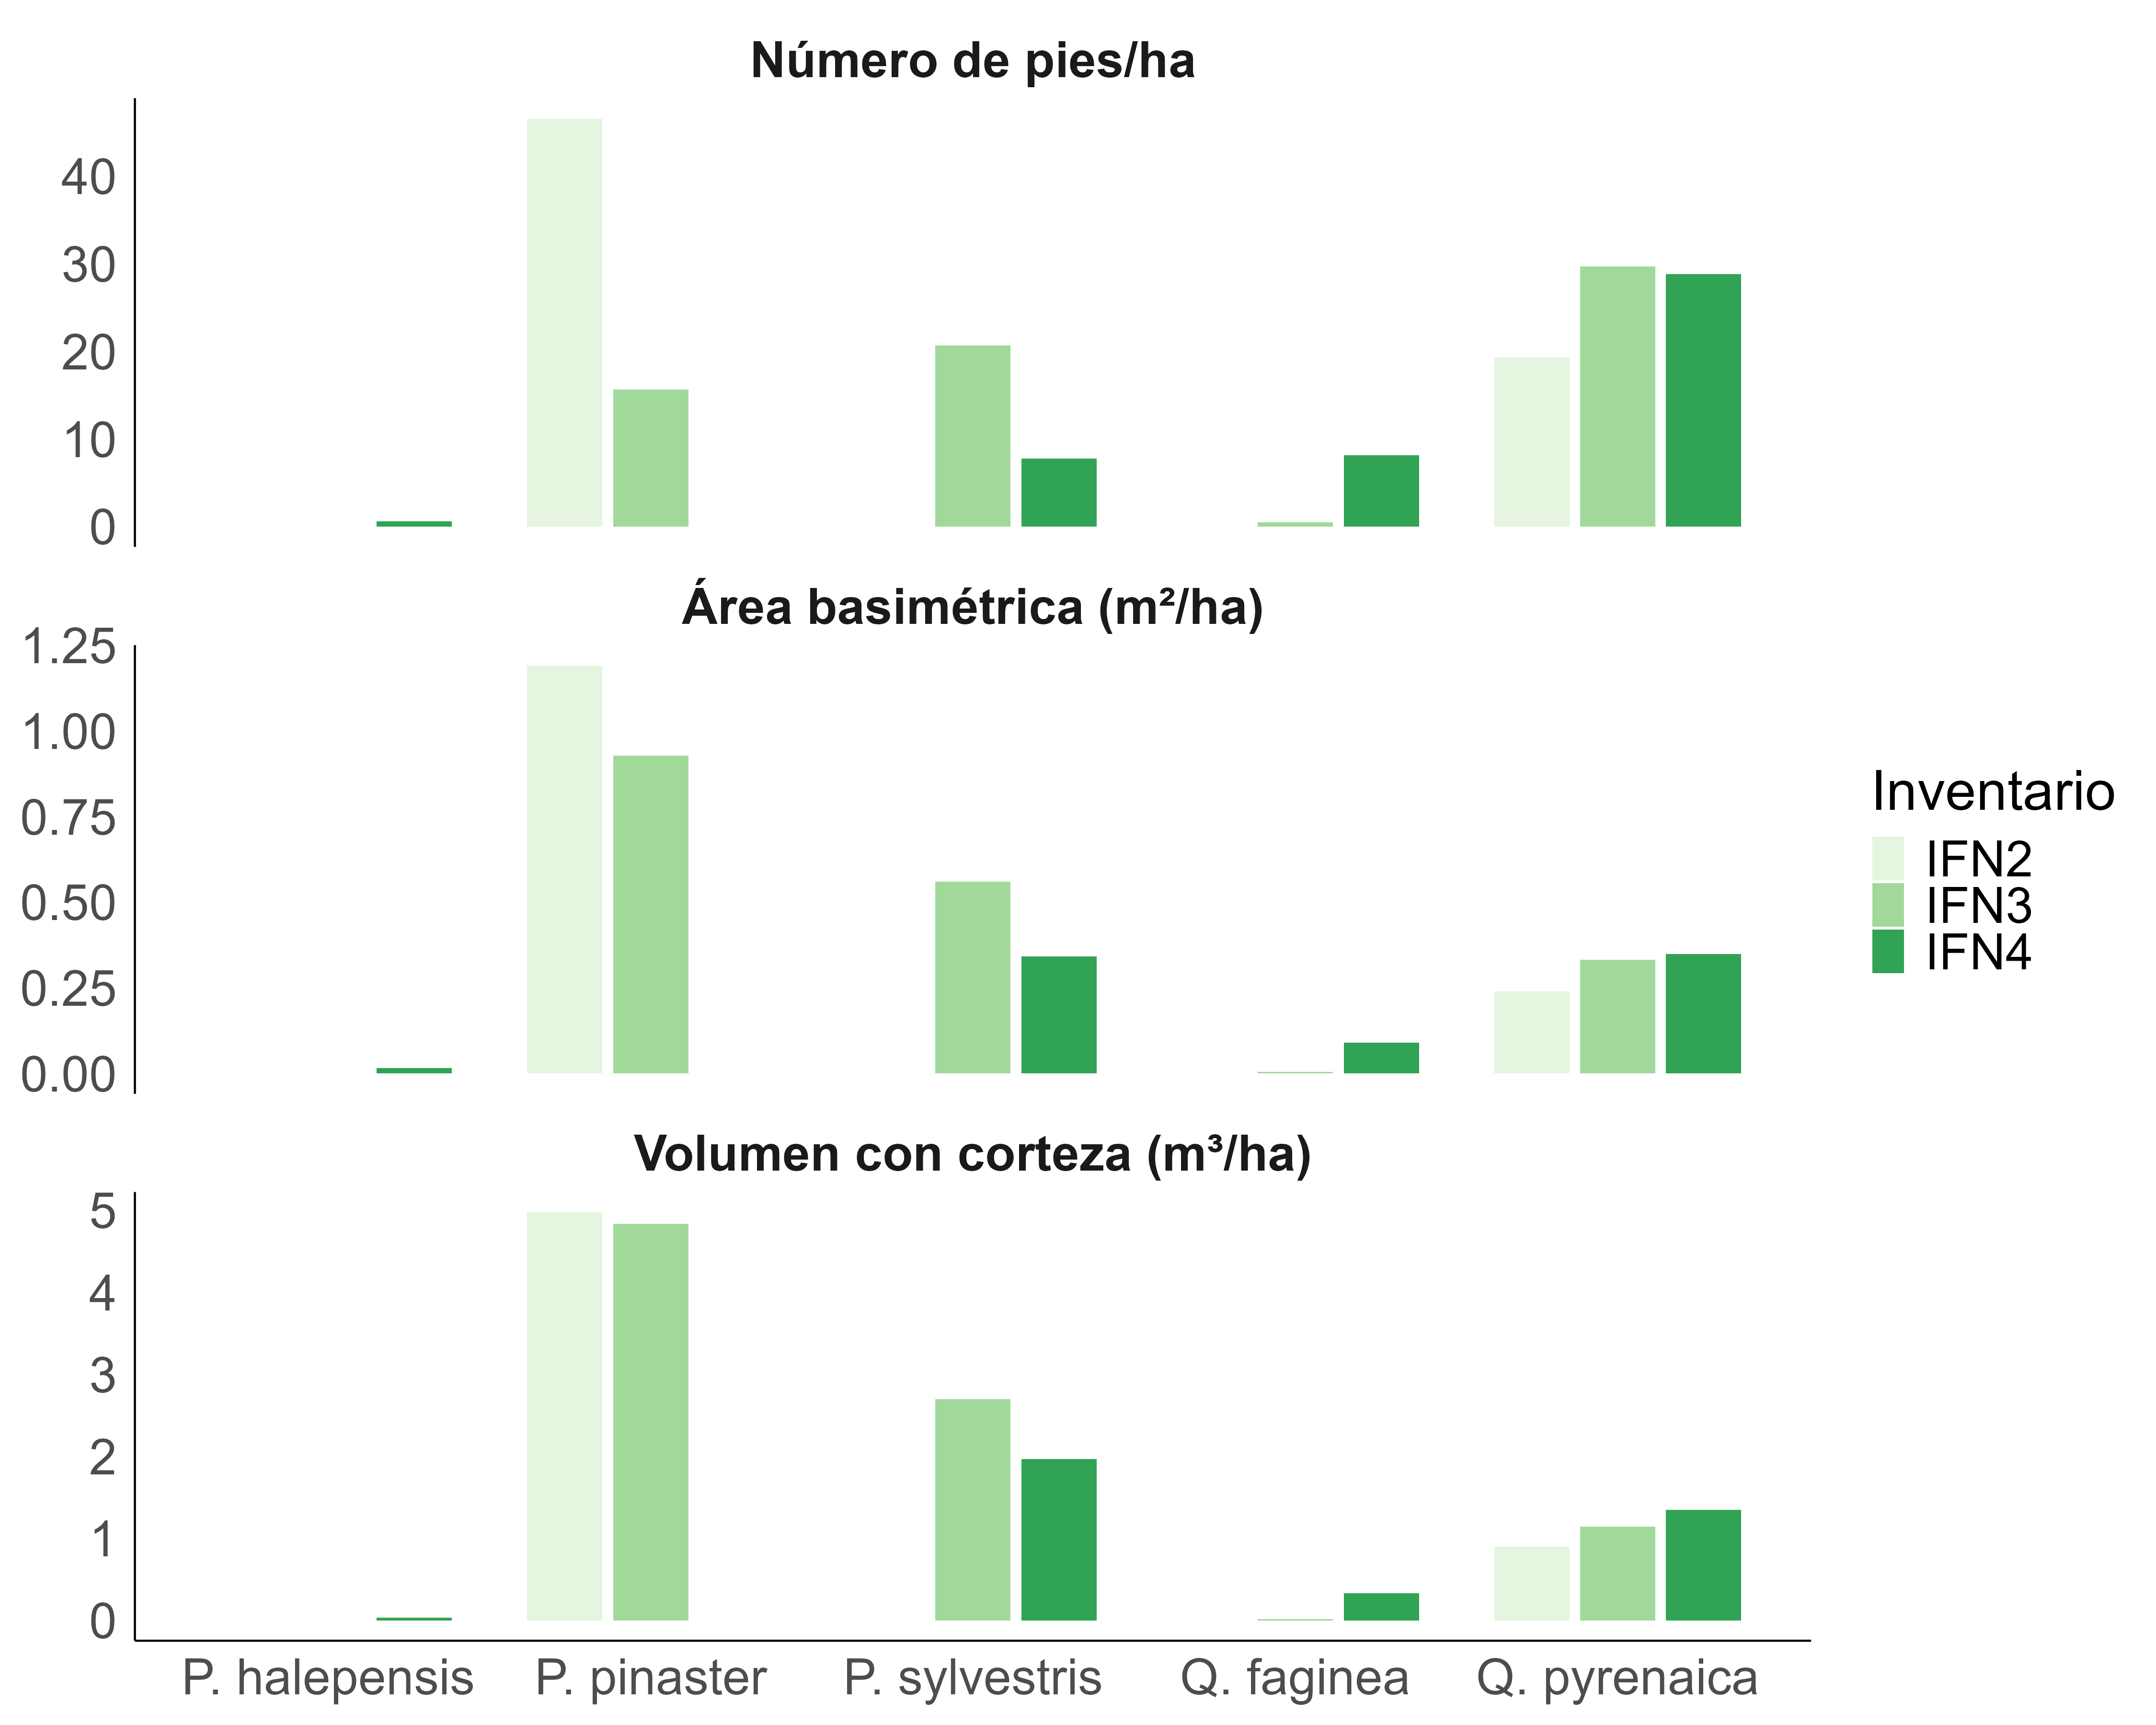 Número de pies/ha
40
30
20
10
0
Área basimétrica (m²/ha)
1.25
1.00
0.75
0.50
0.25
0.00
Inventario
IFN2
IFN3
IFN4
Volumen con corteza (m³/ha)
5
4
3
2
1
0
P. halepensis P. pinaster P. sylvestris Q. faginea Q. pyrenaica